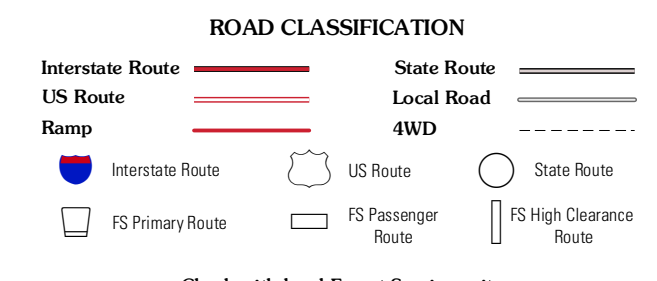 ROAD CLASSIFICATION
Interstate Route
State Route
US Route
Local Road
Ramp
4WD
Interstate Route
US Route
State Route
FS Primary Route
FS Passenger
Route
FS High Clearance
Route